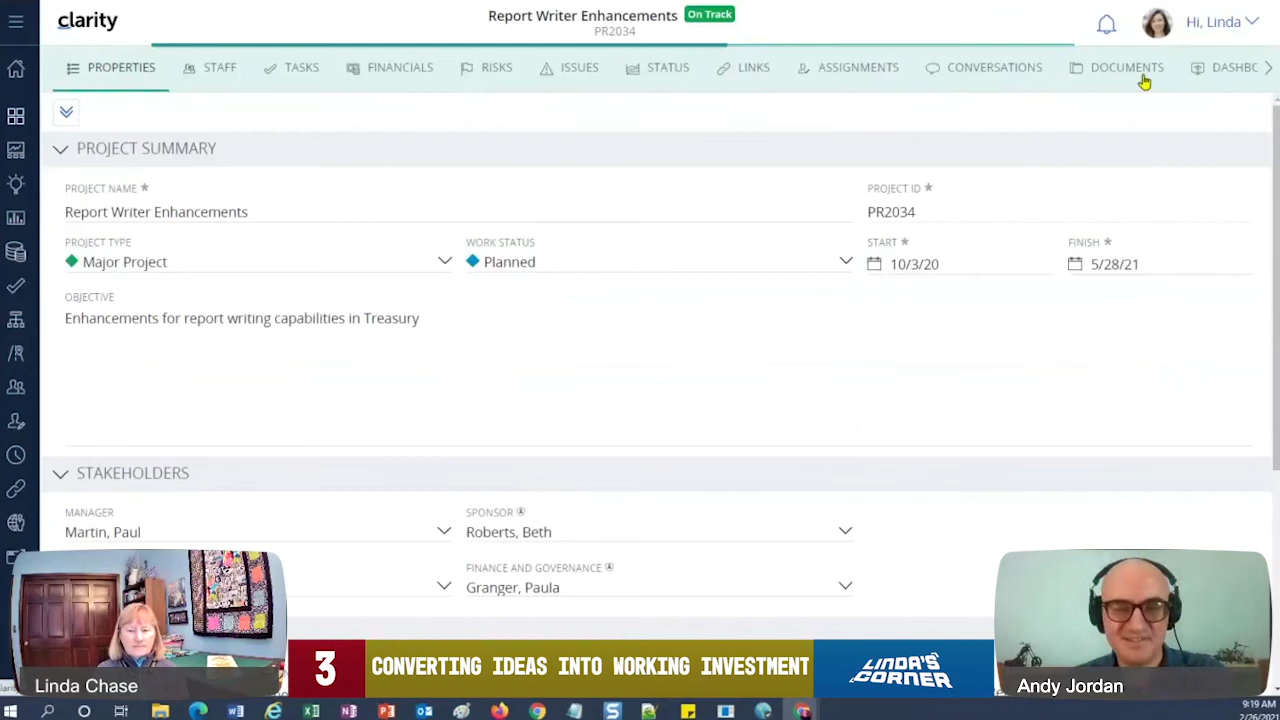 clarity
Report Writer Enhancements On Track
PR2034
Hi, Linda
PROPERTIES STAFF TASKS FINANCIALS RISKS ISSUES STATUS LINKS ASSIGNMENTS CONVERSATIONS DOCUMENTS DASHBC
PROJECT SUMMARY
PROJECT NAME * PROJECT ID *
Report Writer Enhancements PR2034
PROJECT TYPE WORK STATUS START * FINISH *
Major Project Planned 10/3/20 5/28/21
OBJECTIVE
Enhancements for report writing capabilities in Treasury
STAKEHOLDERS
MANAGER SPONSOR
Martin, Paul Roberts, Beth
FINANCE AND GOVERNANCE
Granger, Paula
3 CONVERTING IDEAS INTO WORKING INVESTMENT LINDA'S CORNER
Linda Chase Andy Jordan
9:19 AM
2/26/2021